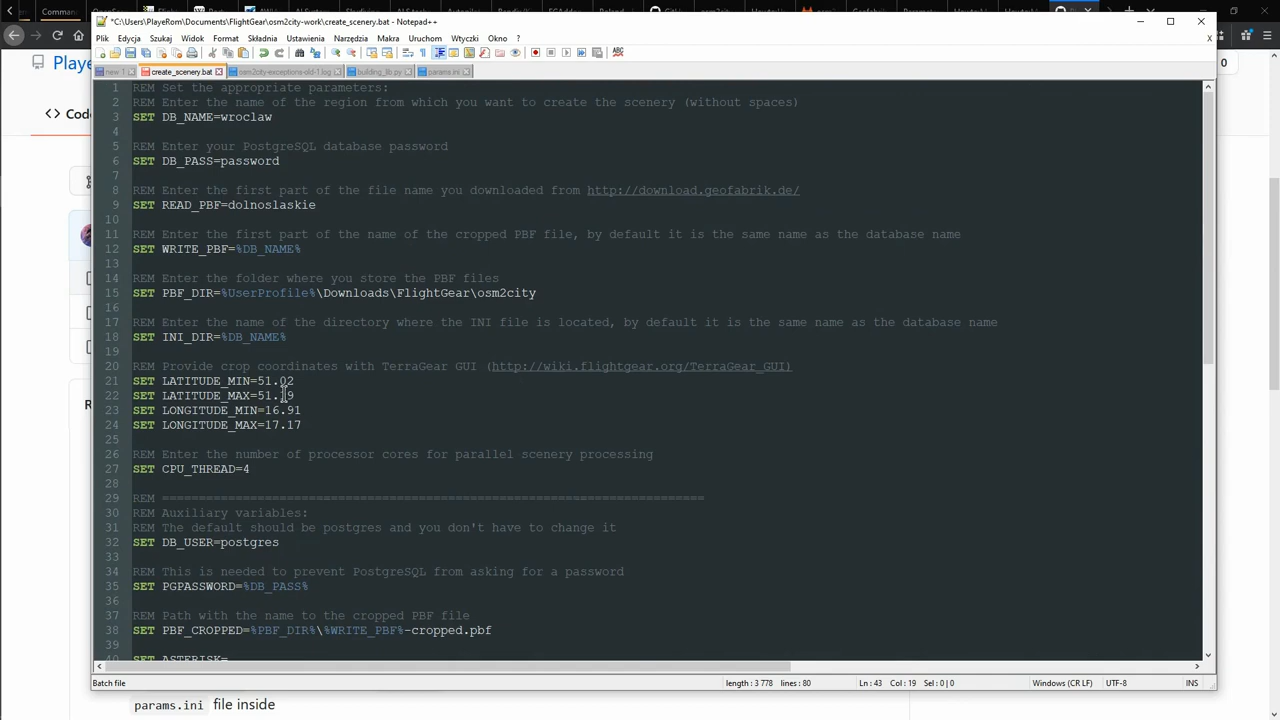 Command
*C:\Users\PlayeRom\Documents\FlightGear\osm2city-work\create_scenery.bat - Notepad++
Plik Edycja Szukaj Widok Format Składnia Ustawienia Narzędzia Makra Uruchom Wtyczki Okno ? X
new 1 create_scenery.bat osm2city-exceptions-old-1.log building_lib.py params.ini
1 REM Set the appropriate parameters:
2 REM Enter the name of the region from which you want to create the scenery (without spaces)
3 SET DB_NAME=wroclaw
4
5 REM Enter your PostgreSQL database password
6 SET DB_PASS=password
7
8 REM Enter the first part of the file name you downloaded from http://download.geofabrik.de/
9 SET READ_PBF=dolnoslaskie
10
11 REM Enter the first part of the name of the cropped PBF file, by default it is the same name as the database name
12 SET WRITE_PBF=%DB_NAME%
13
14 REM Enter the folder where you store the PBF files
15 SET PBF_DIR=%UserProfile%\Downloads\FlightGear\osm2city
16
17 REM Enter the name of the directory where the INI file is located, by default it is the same name as the database name
18 SET INI_DIR=%DB_NAME%
19
20 REM Provide crop coordinates with TerraGear GUI (http://wiki.flightgear.org/TerraGear_GUI)
21 SET LATITUDE_MIN=51.02
22 SET LATITUDE_MAX=51. 9
23 SET LONGITUDE_MIN=16.91
24 SET LONGITUDE_MAX=17.17
25
26 REM Enter the number of processor cores for parallel scenery processing
27 SET CPU_THREAD=4
28
29 REM ==========================================================================
30 REM Auxiliary variables:
31 REM The default should be postgres and you don't have to change it
32 SET DB_USER=postgres
33
34 REM This is needed to prevent PostgreSQL from asking for a password
35 SET PGPASSWORD=%DB_PASS%
36
37 REM Path with the name to the cropped PBF file
38 SET PBF_CROPPED=%PBF_DIR%\%WRITE_PBF%-cropped.pbf
39
40 SET ASTERISK=
Batch file length : 3 778 lines : 80 Ln : 43 Col : 19 Sel : 0 | 0 Windows (CR LF) UTF-8 INS
Playe
0
<> Cod
R
params.ini file inside